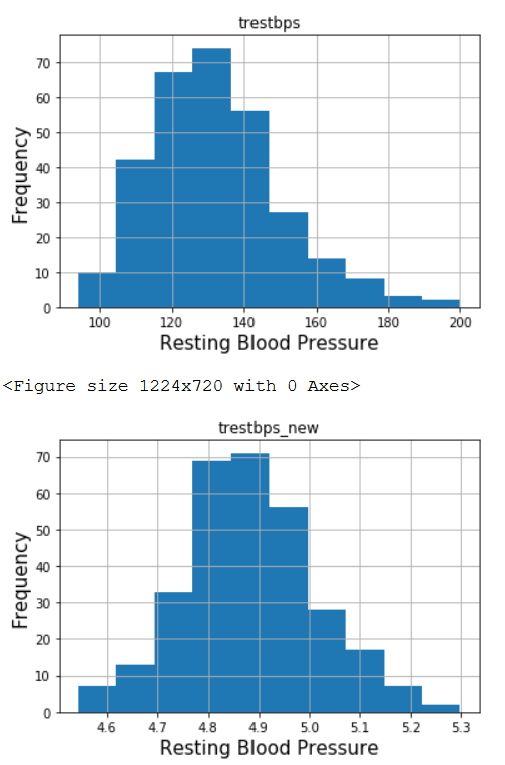 trestbps
70
60
50
40
30
20
10
0
Frequency
100 120 140 160 180 200
Resting Blood Pressure
<Figure size 1224x720 with 0 Axes>
trestbps_new
70
60
50
40
30
20
10
0
Frequency
4.6 4.7 4.8 4.9 5.0 5.1 5.2 5.3
Resting Blood Pressure